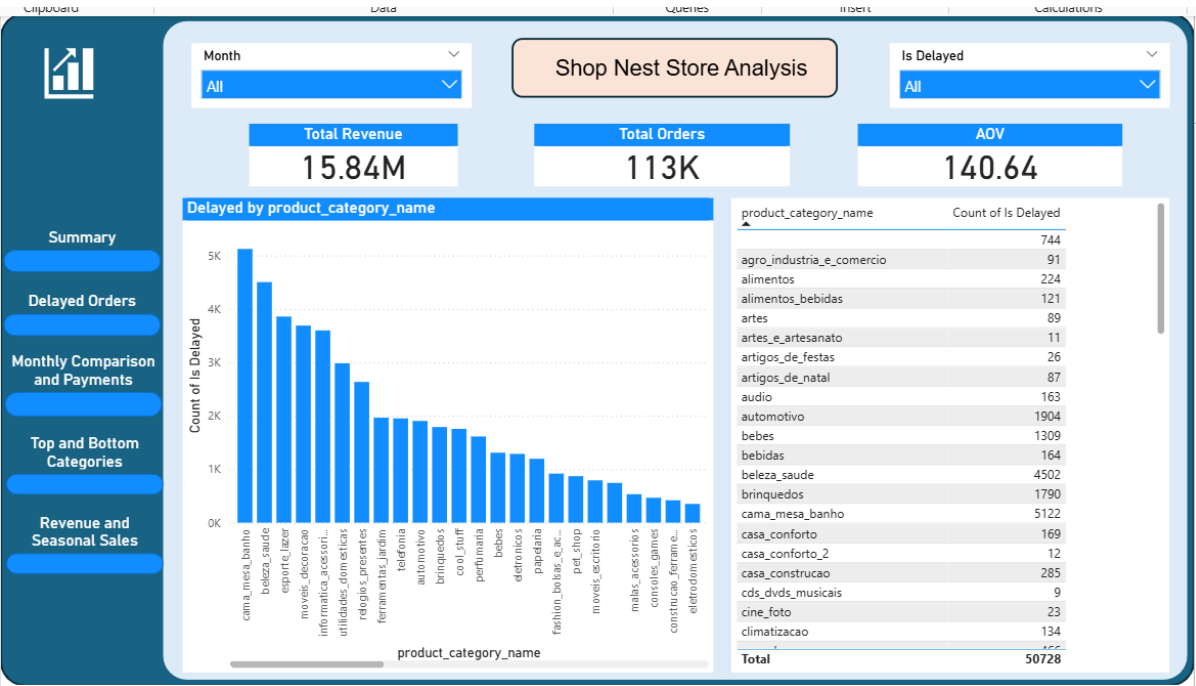 Clipboard Data Queries Insert Calculations
Month
All
Shop Nest Store Analysis
Is Delayed
All
Total Revenue
15.84M
Total Orders
113K
AOV
140.64
Summary
Delayed Orders
Monthly Comparison
and Payments
Top and Bottom
Categories
Revenue and
Seasonal Sales
Delayed by product_category_name
Count of Is Delayed
5K
4K
3K
2K
1K
0K
cama_mesa_banho
beleza_saude
esporte_lazer
moveis_decoracao
informatica_acessori...
utilidades_domesticas
relogios_presentes
ferramentas_jardim
telefonia
automotivo
brinquedos
cool_stuff
perfumaria
bebes
eletronicos
papelaria
fashion_bolsas_e_ac...
pet_shop
moveis_escritorio
malas_acessorios
consoles_games
construcao_ferrame...
eletrodomesticos
product_category_name
product_category_name Count of Is Delayed
744
agro_industria_e_comercio 91
alimentos 224
alimentos_bebidas 121
artes 89
artes_e_artesanato 11
artigos_de_festas 26
artigos_de_natal 87
audio 163
automotivo 1904
bebes 1309
bebidas 164
beleza_saude 4502
brinquedos 1790
cama_mesa_banho 5122
casa_conforto 169
casa_conforto_2 12
casa_construcao 285
cds_dvds_musicais 9
cine_foto 23
climatizacao 134
Total 50728